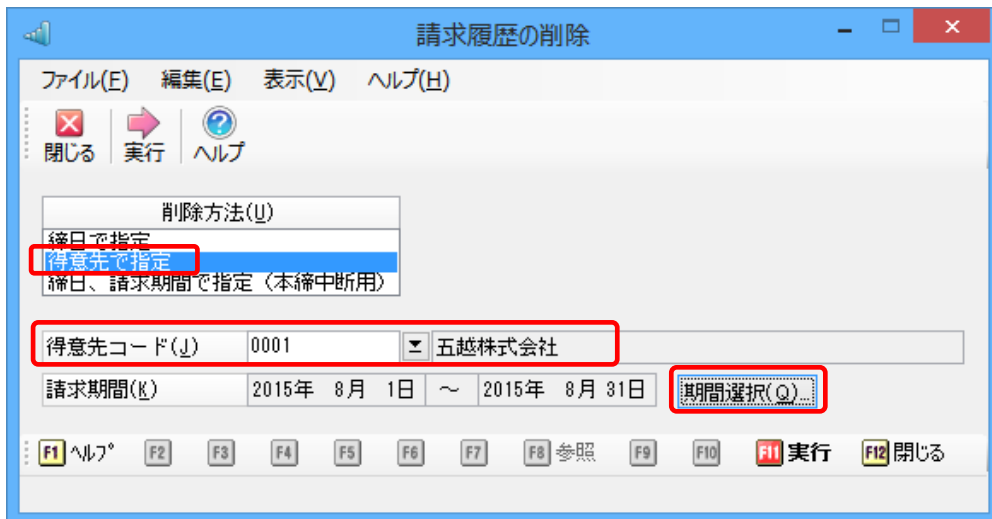 請求履歴の削除
ファイル(F) 編集(E) 表示(V) ヘルプ(H)
閉じる 実行 ヘルプ
削除方法(U)
締日で指定
得意先で指定
締日、請求期間で指定（本締中断用）
得意先コード(J) 0001 五越株式会社
請求期間(K) 2015年 8月 1日 ～ 2015年 8月 31日 期間選択(Q)...
F1 ヘルプ F2 F3 F4 F5 F6 F7 F8 参照 F9 F10 F11 実行 F12 閉じる